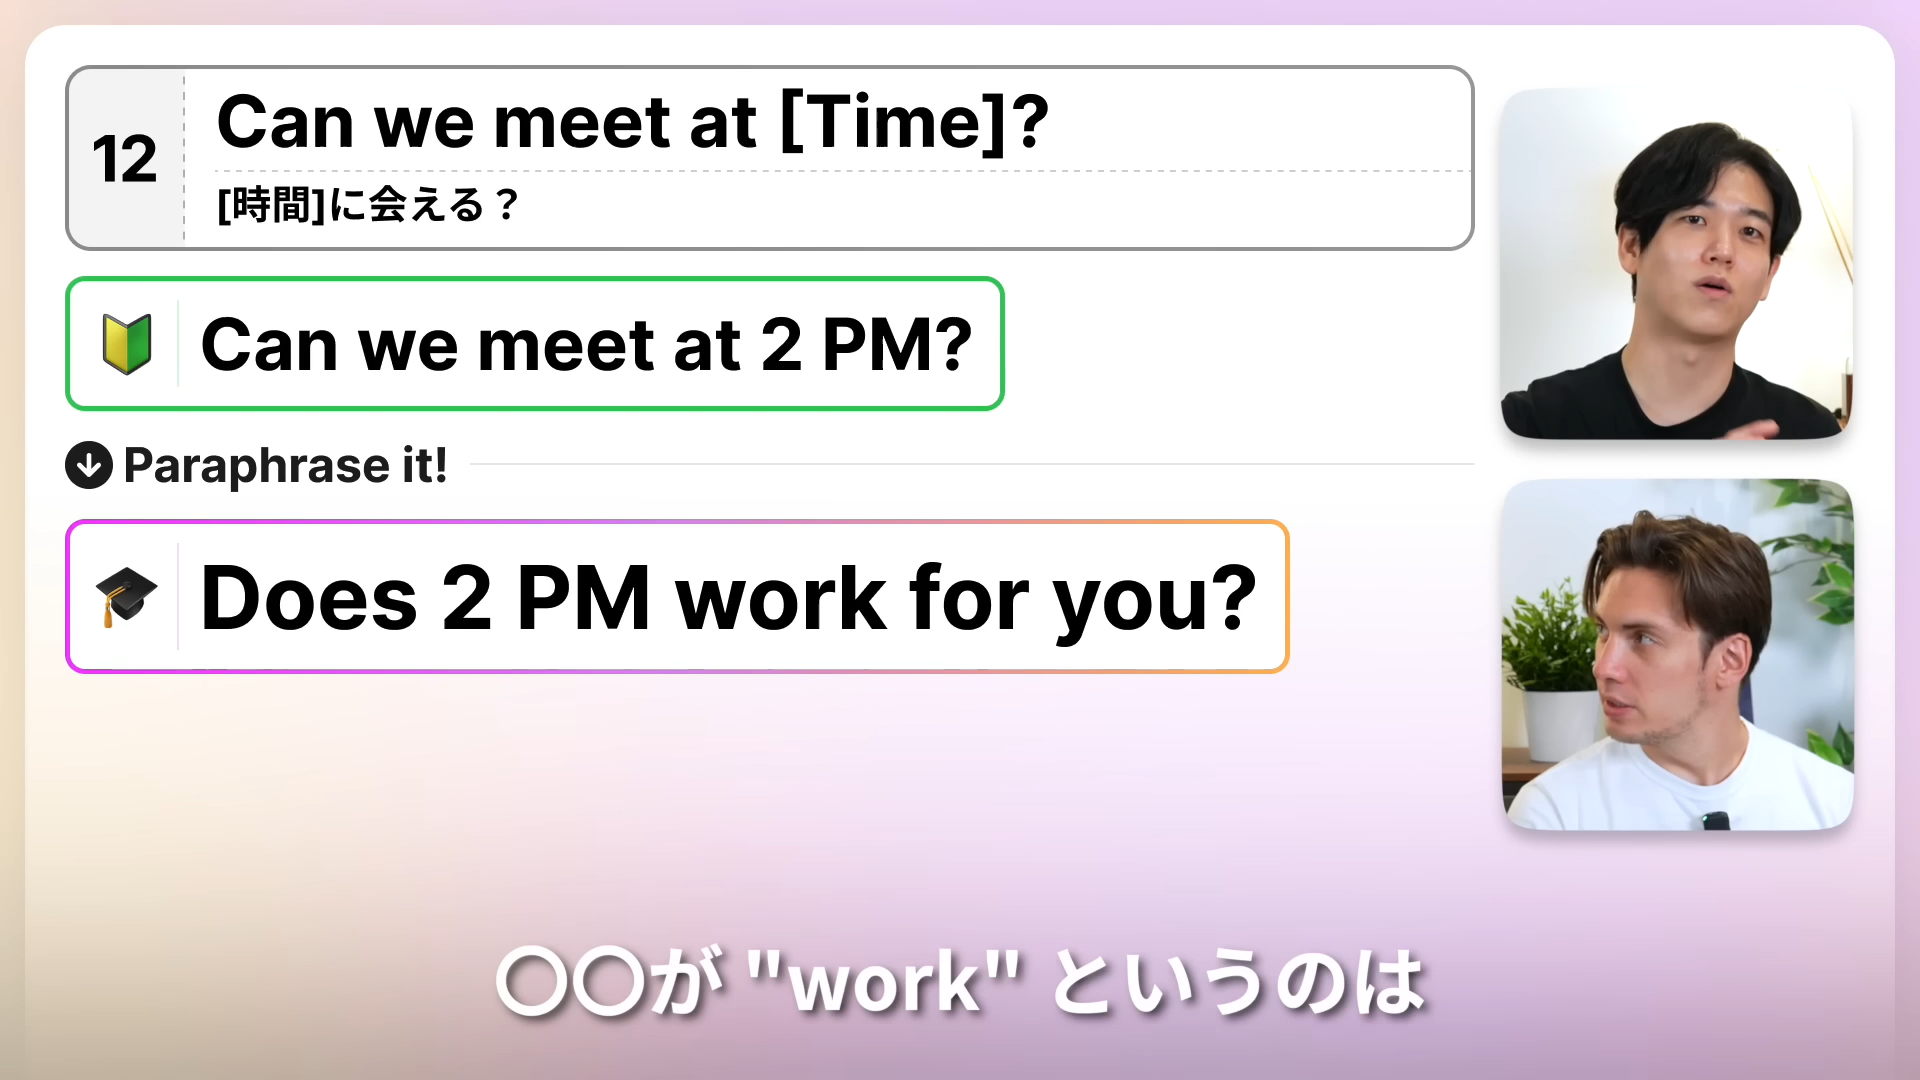 12
Can we meet at [Time]?
[時間]に会える？
Can we meet at 2 PM?
Paraphrase it!
Does 2 PM work for you?
〇〇が "work" というのは